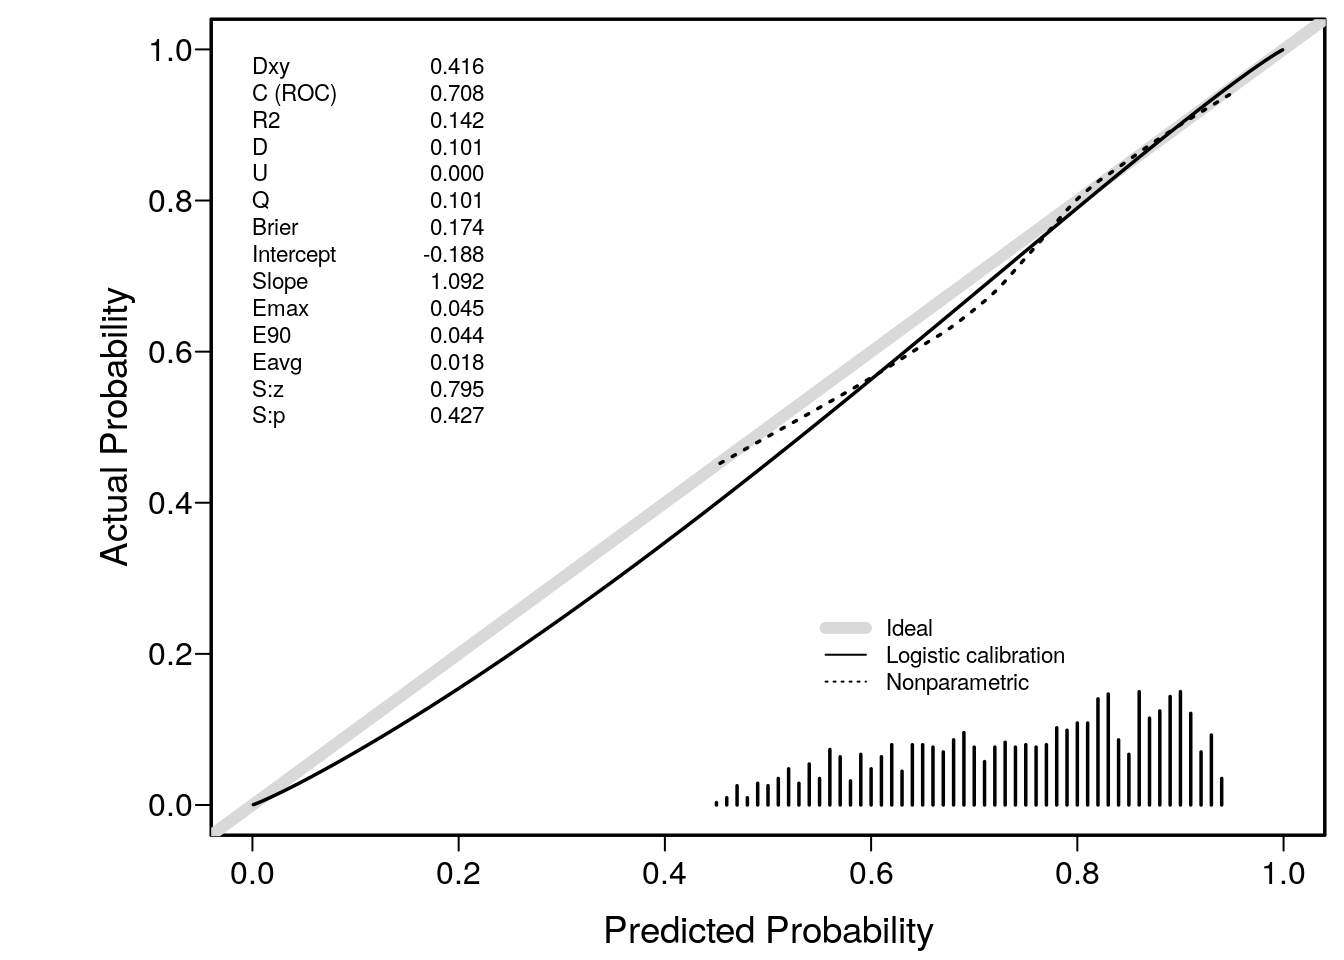 1.0
0.8
0.6
0.4
0.2
0.0
Actual Probability
Dxy 0.416
C (ROC) 0.708
R2 0.142
D 0.101
U 0.000
Q 0.101
Brier 0.174
Intercept -0.188
Slope 1.092
Emax 0.045
E90 0.044
Eavg 0.018
S:z 0.795
S:p 0.427
Ideal
Logistic calibration
Nonparametric
0.0 0.2 0.4 0.6 0.8 1.0
Predicted Probability